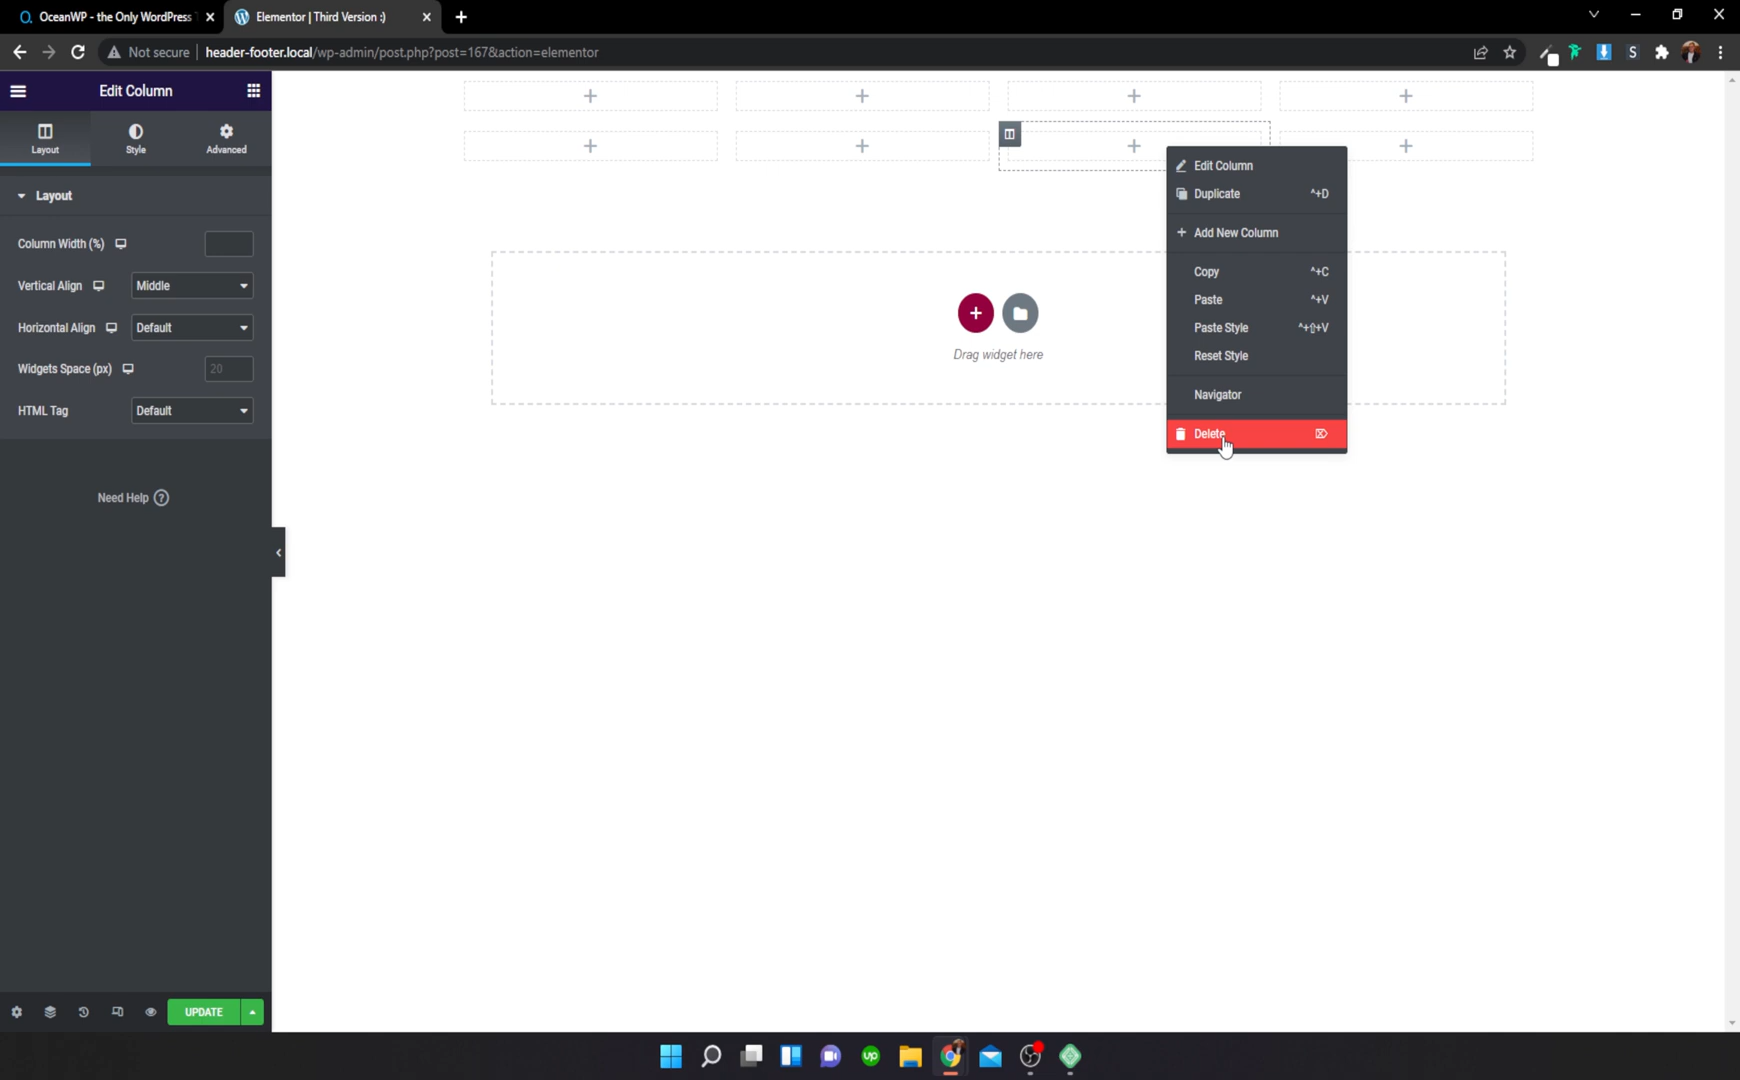 OceanWP - the Only WordPress T
Elementor | Third Version :)
Not secure
header-footer.local/wp-admin/post.php?post=167&action=elementor
Edit Column
Layout
Style
Advanced
Layout
Column Width (%)
Vertical Align
Middle
Horizontal Align
Default
Widgets Space (px)
20
HTML Tag
Default
Need Help
UPDATE
Drag widget here
Edit Column
Duplicate ^+D
+ Add New Column
Copy ^+C
Paste ^+V
Paste Style ^+⇧+V
Reset Style
Navigator
Delete ⌦
S
up